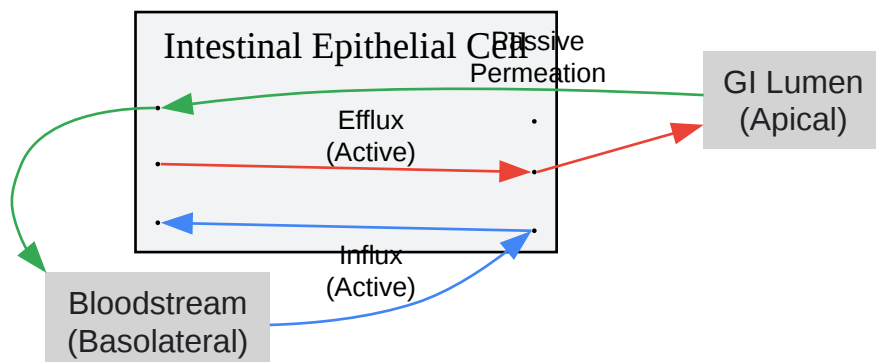 Intestinal Epithelial Cell
Passive
Permeation
GI Lumen
(Apical)
Efflux
(Active)
Influx
(Active)
Bloodstream
(Basolateral)